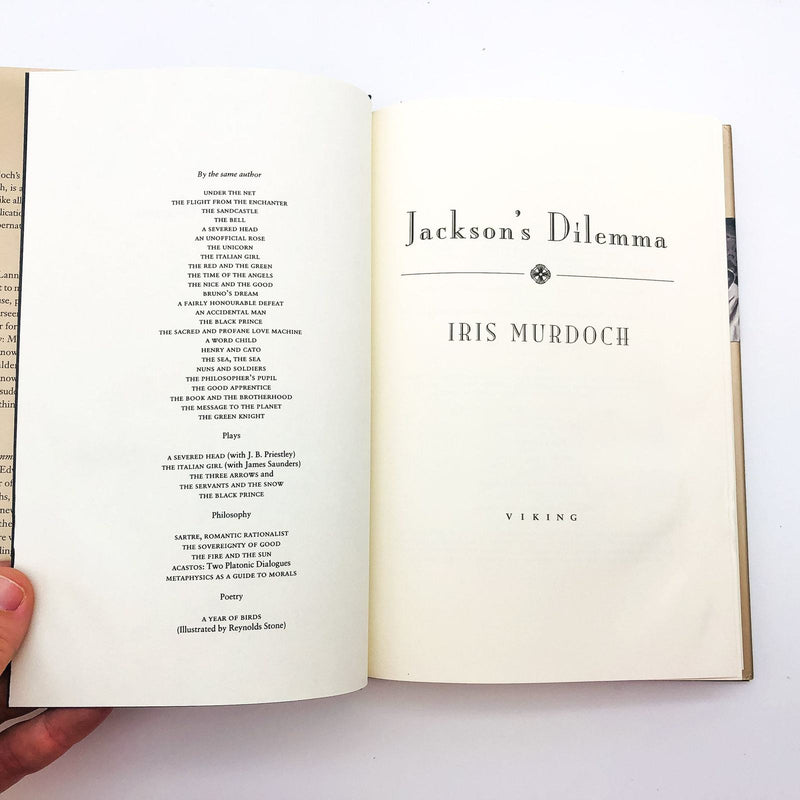 By the same author
UNDER THE NET
THE FLIGHT FROM THE ENCHANTER
THE SANDCASTLE
THE BELL
A SEVERED HEAD
AN UNOFFICIAL ROSE
THE UNICORN
THE ITALIAN GIRL
THE RED AND THE GREEN
THE TIME OF THE ANGELS
THE NICE AND THE GOOD
BRUNO'S DREAM
A FAIRLY HONOURABLE DEFEAT
AN ACCIDENTAL MAN
THE BLACK PRINCE
THE SACRED AND PROFANE LOVE MACHINE
A WORD CHILD
HENRY AND CATO
THE SEA, THE SEA
NUNS AND SOLDIERS
THE PHILOSOPHER'S PUPIL
THE GOOD APPRENTICE
THE BOOK AND THE BROTHERHOOD
THE MESSAGE TO THE PLANET
THE GREEN KNIGHT
Plays
A SEVERED HEAD (with J. B. Priestley)
THE ITALIAN GIRL (with James Saunders)
THE THREE ARROWS and
THE SERVANTS AND THE SNOW
THE BLACK PRINCE
Philosophy
SARTRE, ROMANTIC RATIONALIST
THE SOVEREIGNTY OF GOOD
THE FIRE AND THE SUN
ACASTOS: Two Platonic Dialogues
METAPHYSICS AS A GUIDE TO MORALS
Poetry
A YEAR OF BIRDS
(Illustrated by Reynolds Stone)
Jackson's Dilemma
IRIS MURDOCH
VIKING